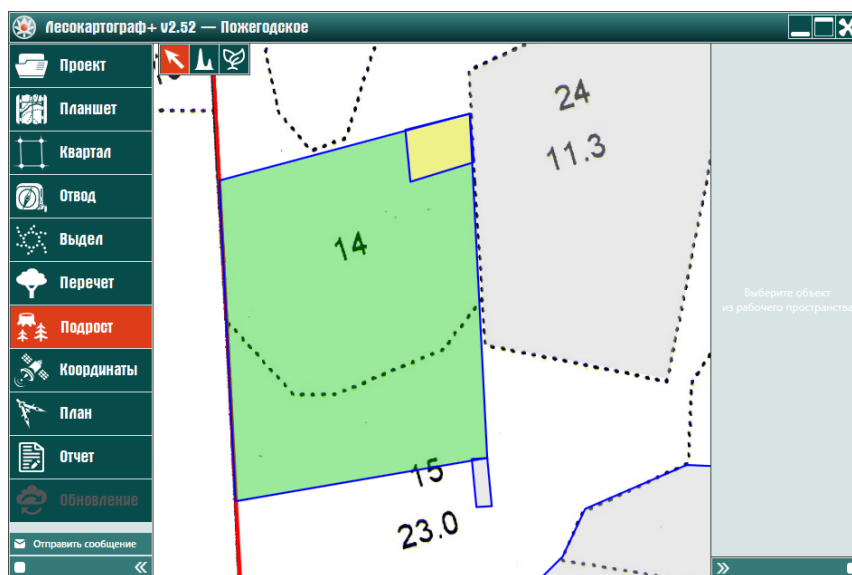 Лесокартограф+ v2.52 — Пожегодское
Проект
Планшет
Квартал
Отвод
Выдел
Перечет
Подрост
Координаты
План
Отчет
Обновление
Отправить сообщение
24
11.3
14
15
23.0
Выберите объект
из рабочего пространства